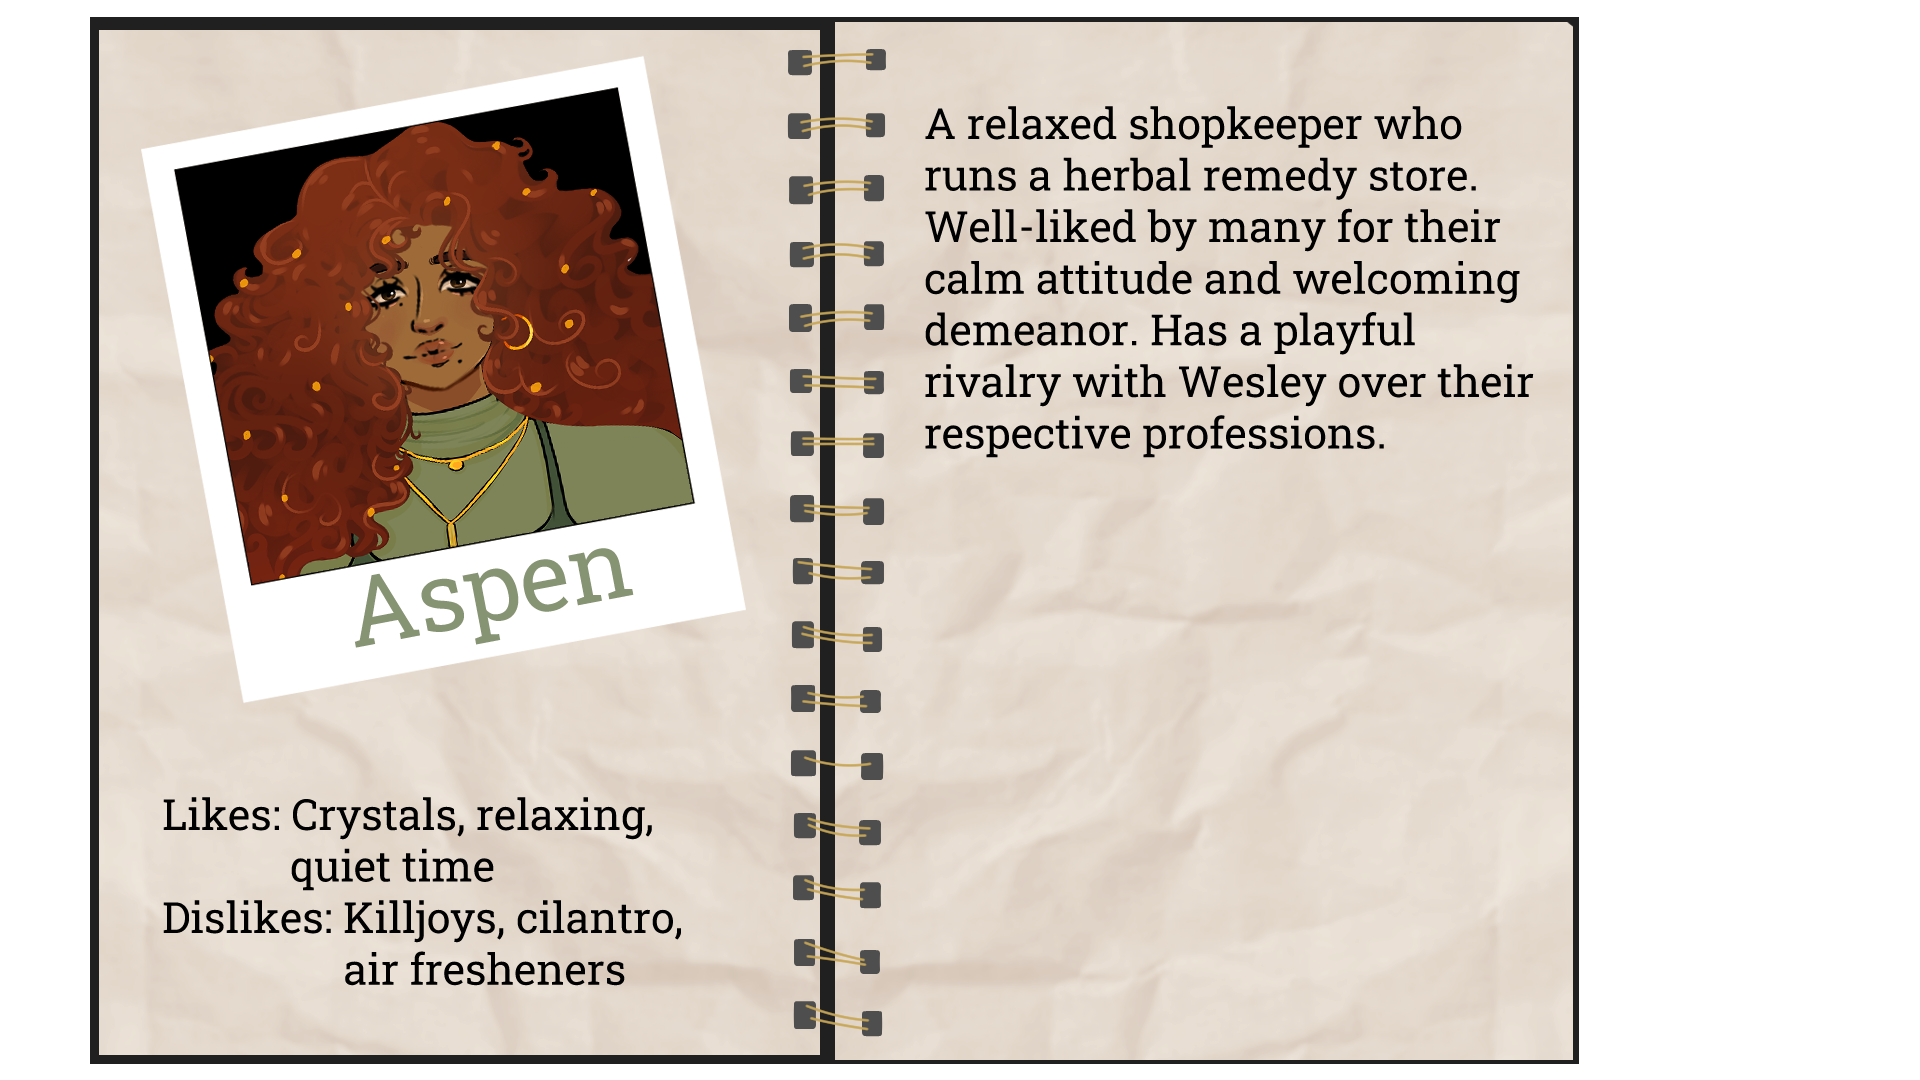 Aspen
Likes: Crystals, relaxing,
quiet time
Dislikes: Killjoys, cilantro,
air fresheners
A relaxed shopkeeper who
runs a herbal remedy store.
Well-liked by many for their
calm attitude and welcoming
demeanor. Has a playful
rivalry with Wesley over their
respective professions.